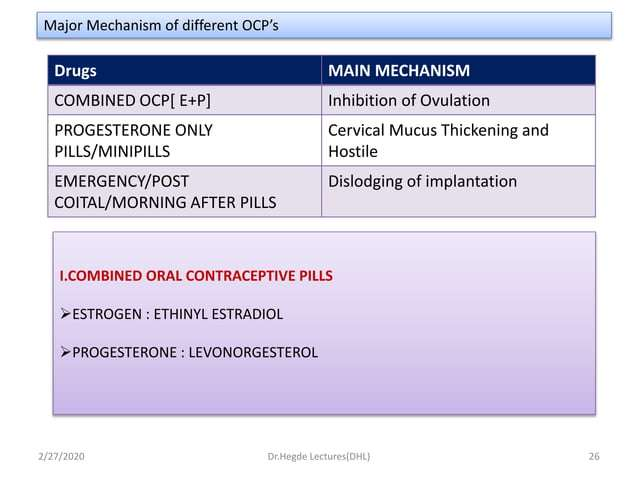 Major Mechanism of different OCP's
Drugs MAIN MECHANISM
COMBINED OCP[ E+P] Inhibition of Ovulation
PROGESTERONE ONLY Cervical Mucus Thickening and
PILLS/MINIPILLS Hostile
EMERGENCY/POST Dislodging of implantation
COITAL/MORNING AFTER PILLS
I.COMBINED ORAL CONTRACEPTIVE PILLS
➢ESTROGEN : ETHINYL ESTRADIOL
➢PROGESTERONE : LEVONORGESTEROL
2/27/2020 Dr.Hegde Lectures(DHL) 26